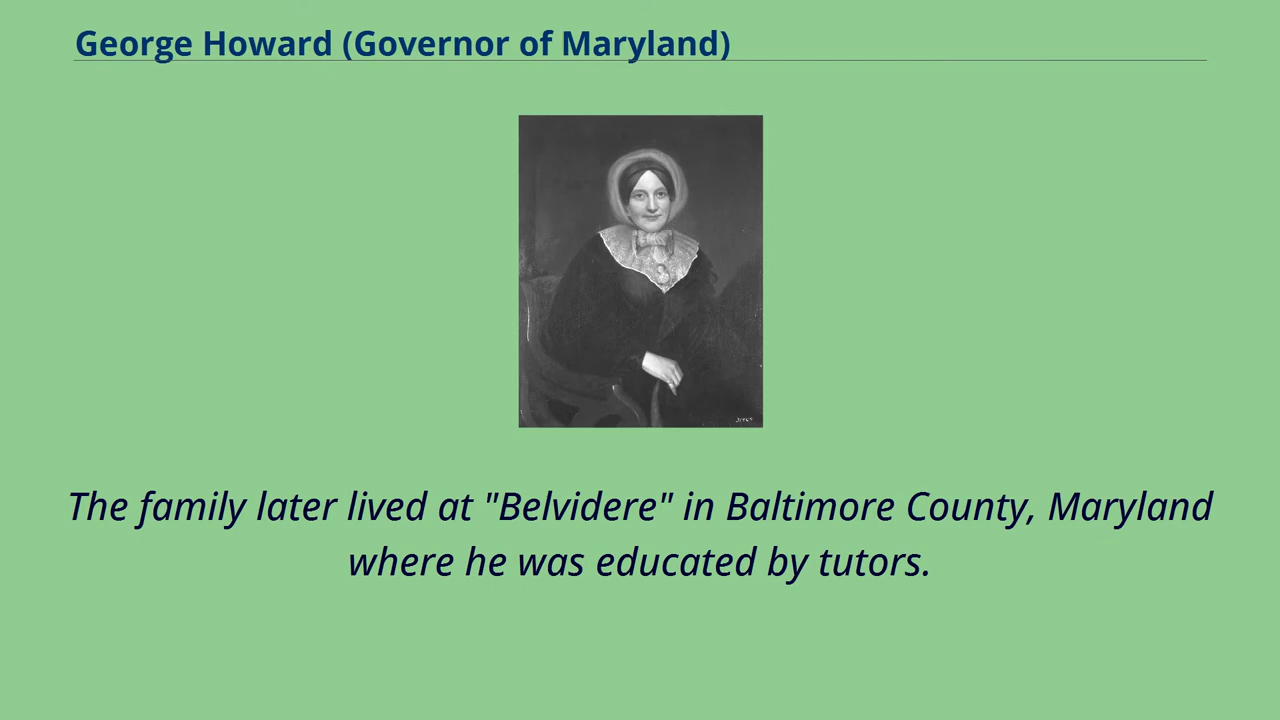 George Howard (Governor of Maryland)
The family later lived at "Belvidere" in Baltimore County, Maryland
where he was educated by tutors.